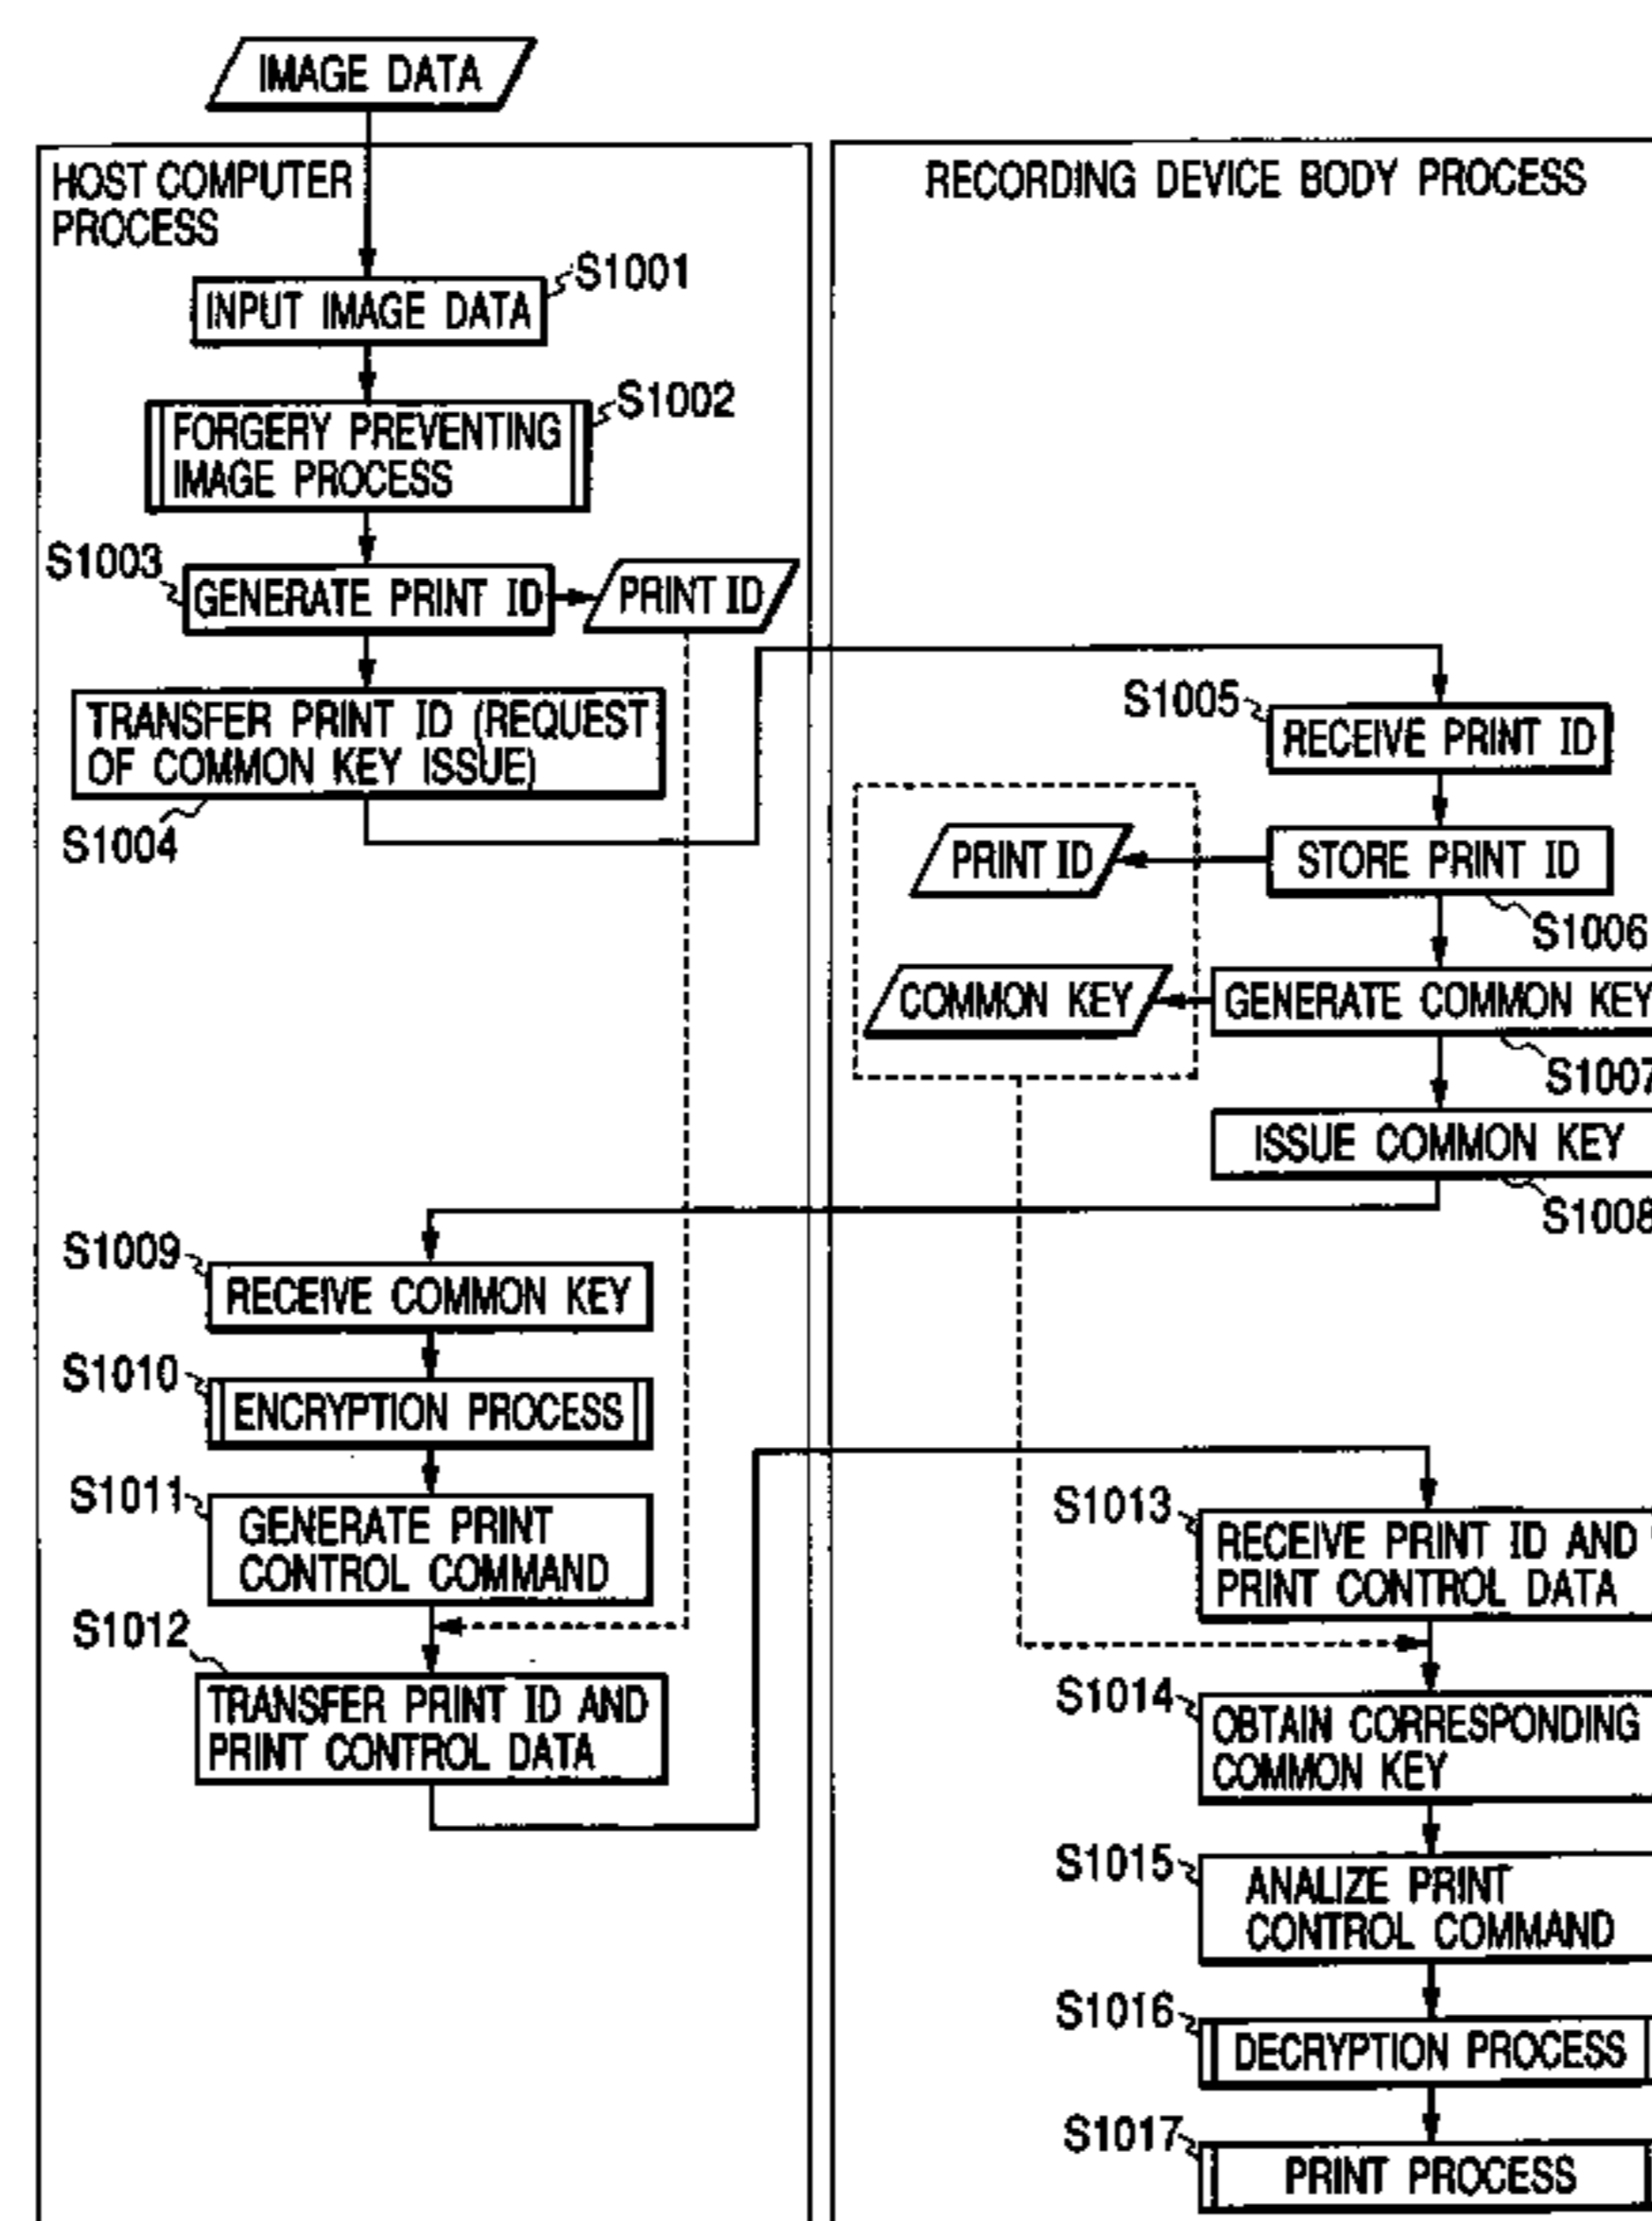 IMAGE DATA
HOST COMPUTER
PROCESS
S1001
INPUT IMAGE DATA
S1002
FORGERY PREVENTING
IMAGE PROCESS
S1003
GENERATE PRINT ID
PRINT ID
TRANSFER PRINT ID (REQUEST
OF COMMON KEY ISSUE)
S1004
S1009
RECEIVE COMMON KEY
S1010
ENCRYPTION PROCESS
S1011
GENERATE PRINT
CONTROL COMMAND
S1012
TRANSFER PRINT ID AND
PRINT CONTROL DATA
RECORDING DEVICE BODY PROCESS
S1005
RECEIVE PRINT ID
PRINT ID
STORE PRINT ID
S1006
COMMON KEY
GENERATE COMMON KEY
S1007
ISSUE COMMON KEY
S1008
S1013
RECEIVE PRINT ID AND
PRINT CONTROL DATA
S1014
OBTAIN CORRESPONDING
COMMON KEY
S1015
ANALIZE PRINT
CONTROL COMMAND
S1016
DECRYPTION PROCESS
S1017
PRINT PROCESS